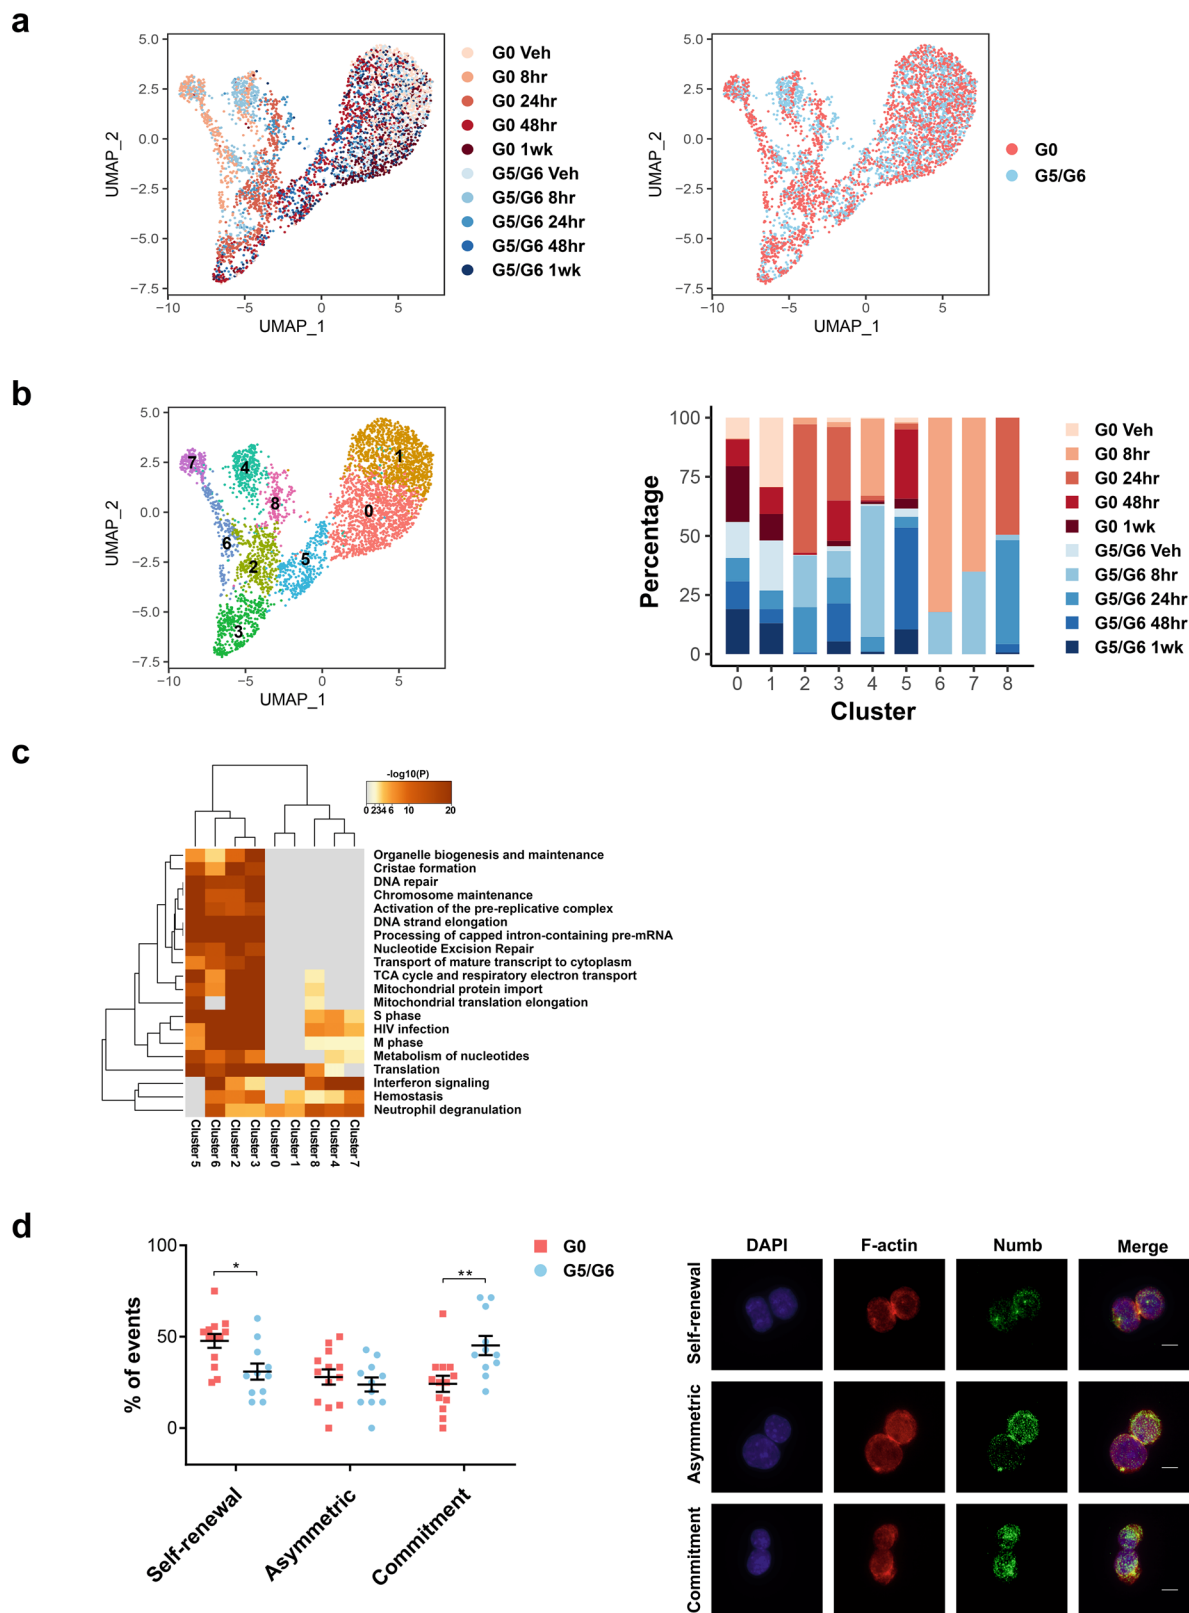 a
5.0
2.5
0.0
−2.5
−5.0
−7.5
−10
−5
0
5
UMAP_2
UMAP_1
G0 Veh
G0 8hr
G0 24hr
G0 48hr
G0 1wk
G5/G6 Veh
G5/G6 8hr
G5/G6 24hr
G5/G6 48hr
G5/G6 1wk
5.0
2.5
0.0
−2.5
−5.0
−7.5
−10
−5
0
5
UMAP_2
UMAP_1
G0
G5/G6
b
5.0
2.5
0.0
−2.5
−5.0
−7.5
−10
−5
0
5
UMAP_2
UMAP_1
7
4
1
8
0
6
2
5
3
100
75
50
25
0
Percentage
0 1 2 3 4 5 6 7 8
Cluster
G0 Veh
G0 8hr
G0 24hr
G0 48hr
G0 1wk
G5/G6 Veh
G5/G6 8hr
G5/G6 24hr
G5/G6 48hr
G5/G6 1wk
c
-log10(P)
0 2 3 4 6 10 20
Organelle biogenesis and maintenance
Cristae formation
DNA repair
Chromosome maintenance
Activation of the pre-replicative complex
DNA strand elongation
Processing of capped intron-containing pre-mRNA
Nucleotide Excision Repair
Transport of mature transcript to cytoplasm
TCA cycle and respiratory electron transport
Mitochondrial protein import
Mitochondrial translation elongation
S phase
HIV infection
M phase
Metabolism of nucleotides
Translation
Interferon signaling
Hemostasis
Neutrophil degranulation
Cluster 5
Cluster 6
Cluster 2
Cluster 3
Cluster 0
Cluster 1
Cluster 8
Cluster 4
Cluster 7
d
100
50
0
% of events
*
**
Self-renewal
Asymmetric
Commitment
G0
G5/G6
DAPI
F-actin
Numb
Merge
Self-renewal
Asymmetric
Commitment